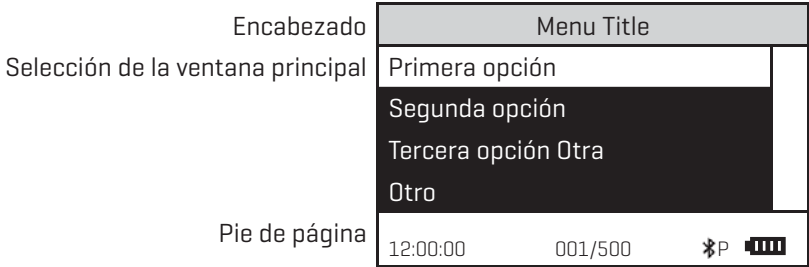 Encabezado
Menu Title
Selección de la ventana principal
Primera opción
Segunda opción
Tercera opción Otra
Otro
Pie de página
12:00:00 001/500 P